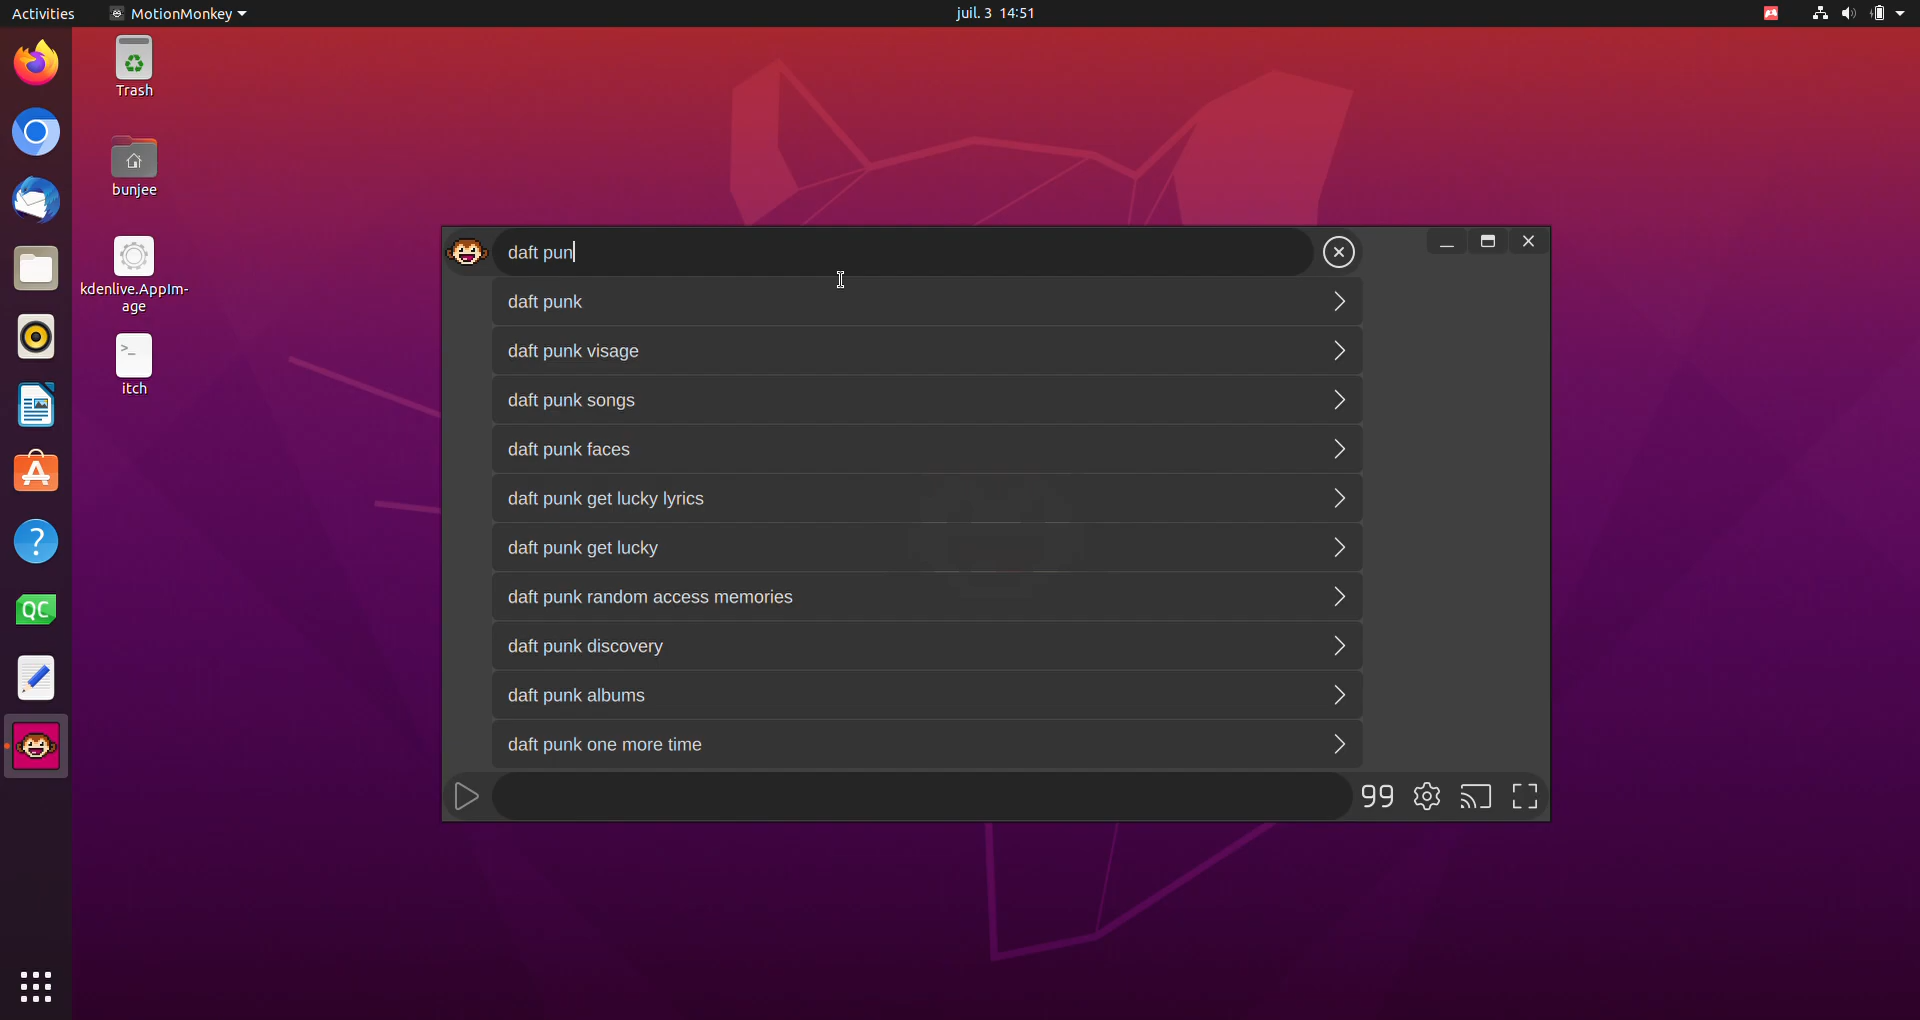 Activities MotionMonkey juil. 3 14:51
Trash
bunjee
kdenlive.AppIm-
age
>_
itch
?
QC
daft pun
daft punk
daft punk visage
daft punk songs
daft punk faces
daft punk get lucky lyrics
daft punk get lucky
daft punk random access memories
daft punk discovery
daft punk albums
daft punk one more time